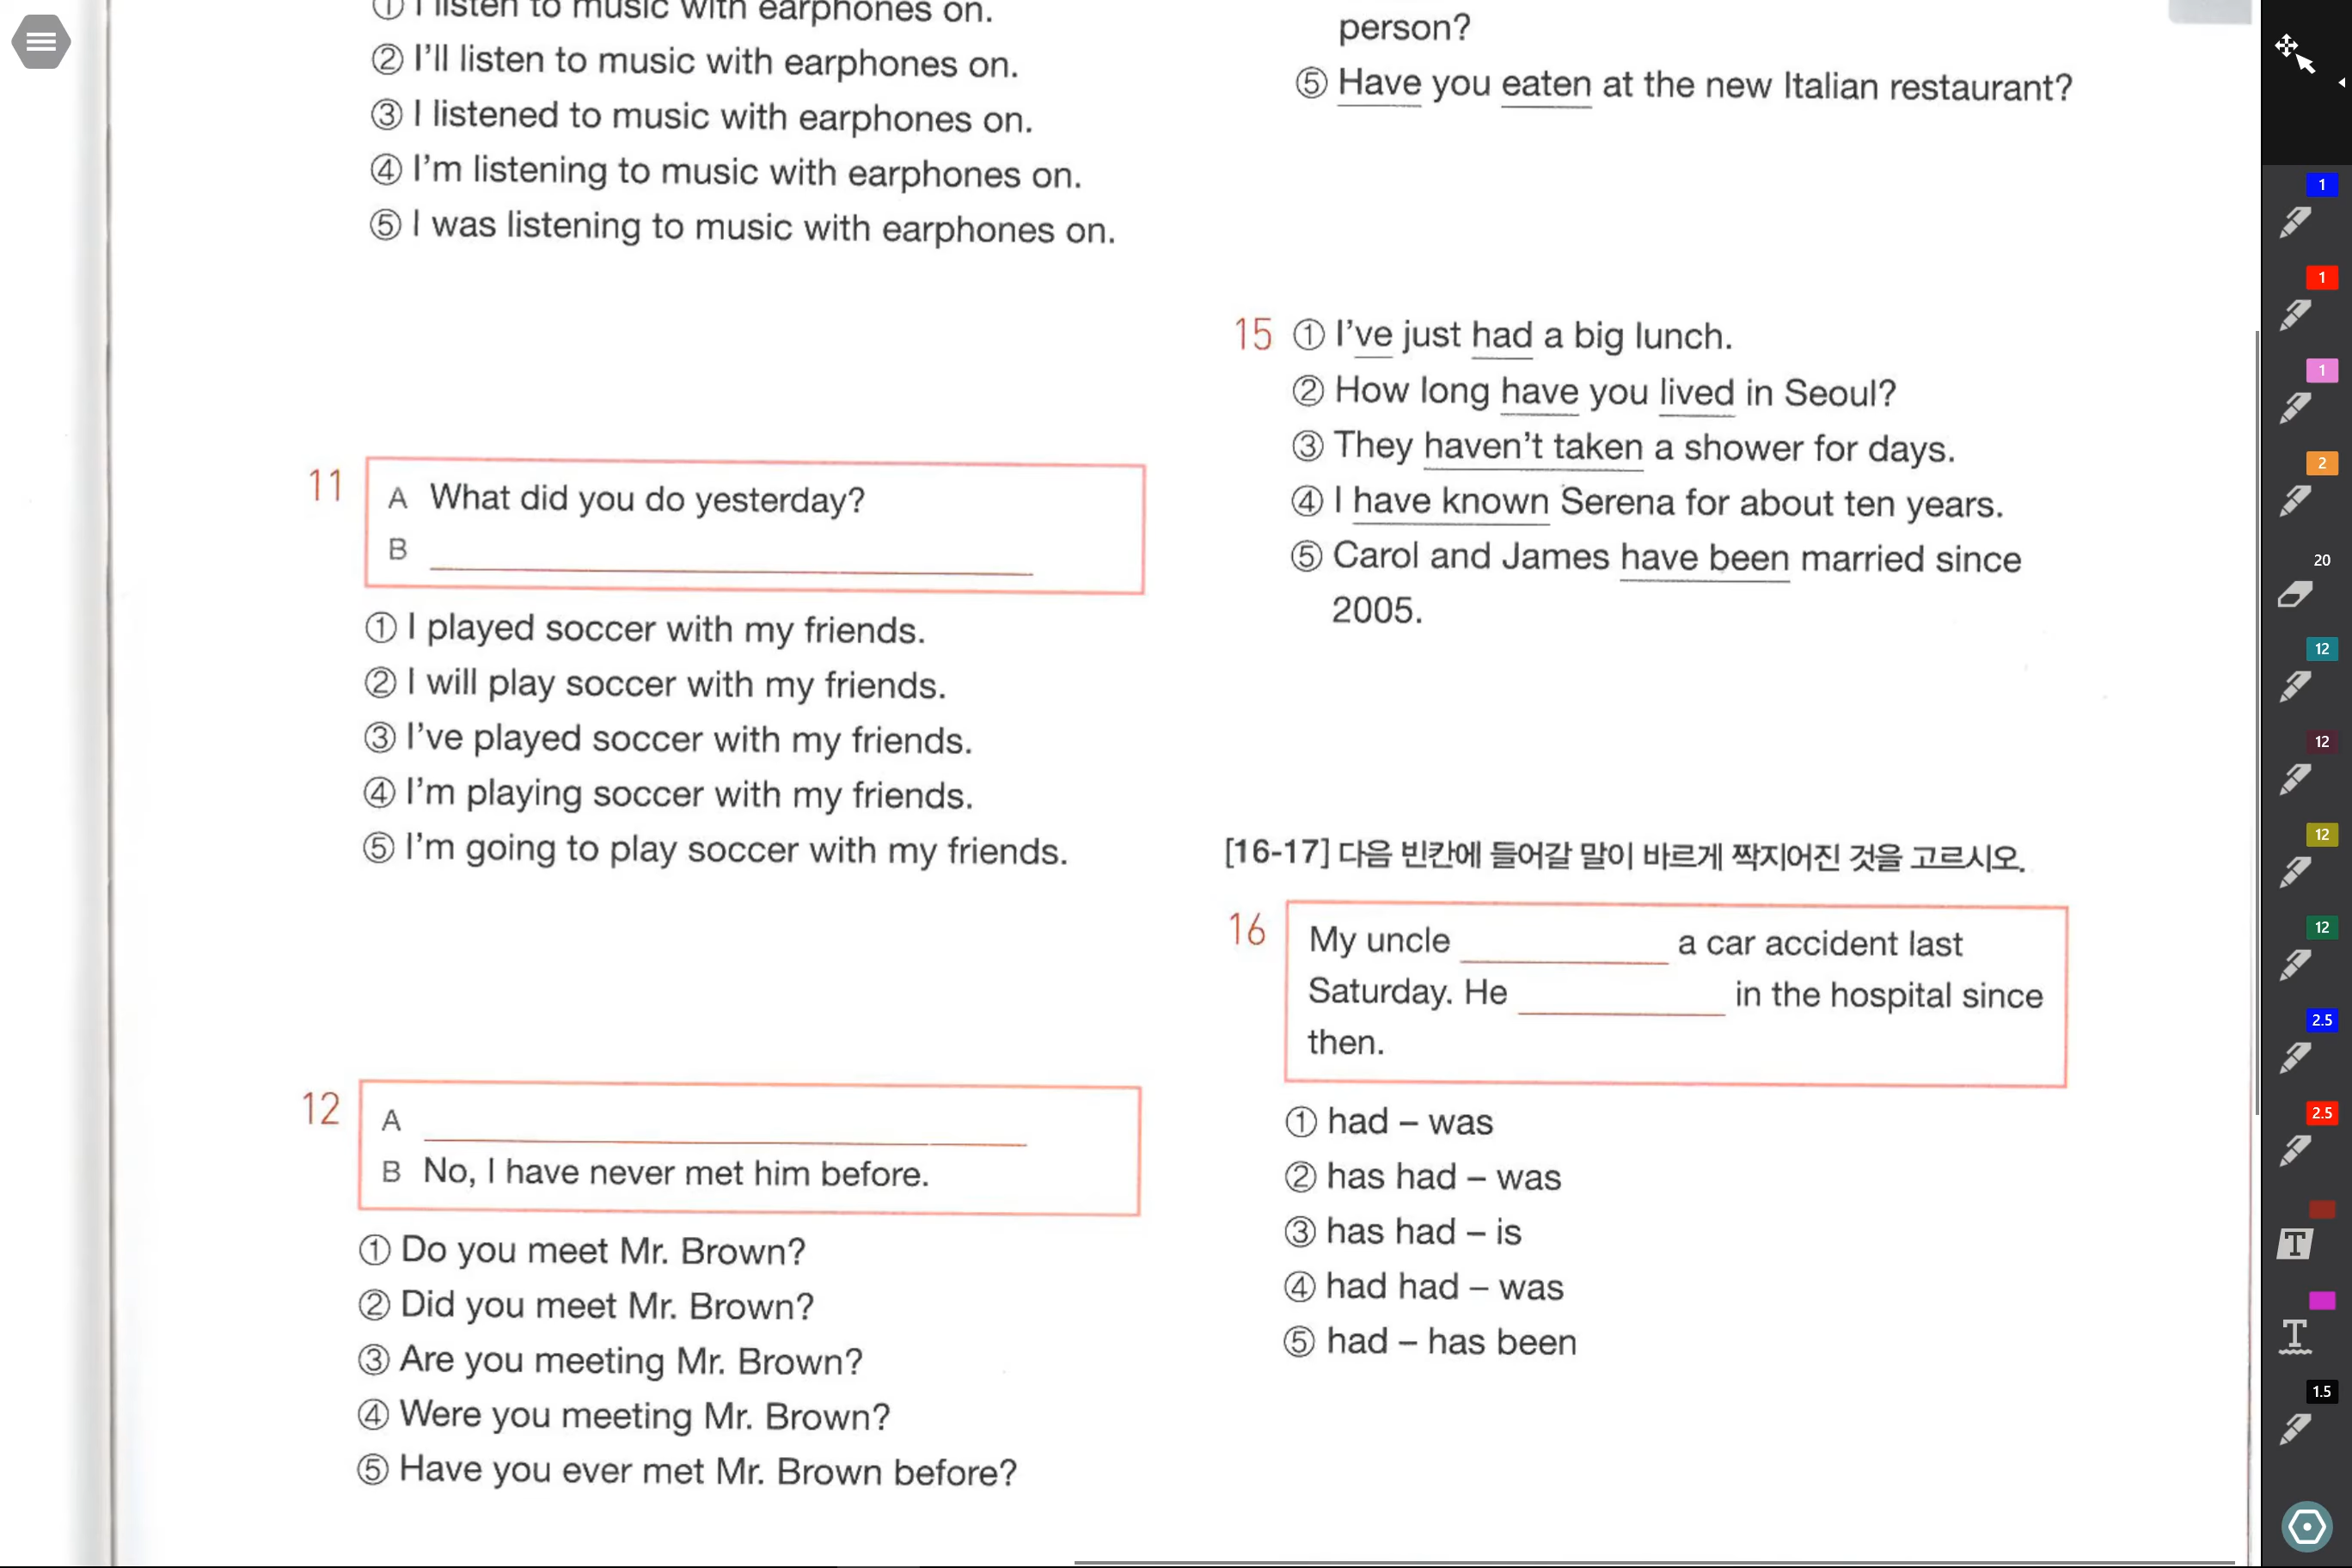 ① I listen to music with earphones on.
② I'll listen to music with earphones on.
③ I listened to music with earphones on.
④ I'm listening to music with earphones on.
⑤ I was listening to music with earphones on.
11
A What did you do yesterday?
B
① I played soccer with my friends.
② I will play soccer with my friends.
③ I've played soccer with my friends.
④ I'm playing soccer with my friends.
⑤ I'm going to play soccer with my friends.
12
A
B No, I have never met him before.
① Do you meet Mr. Brown?
② Did you meet Mr. Brown?
③ Are you meeting Mr. Brown?
④ Were you meeting Mr. Brown?
⑤ Have you ever met Mr. Brown before?
person?
⑤ Have you eaten at the new Italian restaurant?
15 ① I've just had a big lunch.
② How long have you lived in Seoul?
③ They haven't taken a shower for days.
④ I have known Serena for about ten years.
⑤ Carol and James have been married since
2005.
[16-17] 다음 빈칸에 들어갈 말이 바르게 짝지어진 것을 고르시오.
16
My uncle ________ a car accident last
Saturday. He ________ in the hospital since
then.
① had – was
② has had – was
③ has had – is
④ had had – was
⑤ had – has been
1
1
1
2
20
12
12
12
12
2.5
2.5
T
T
1.5